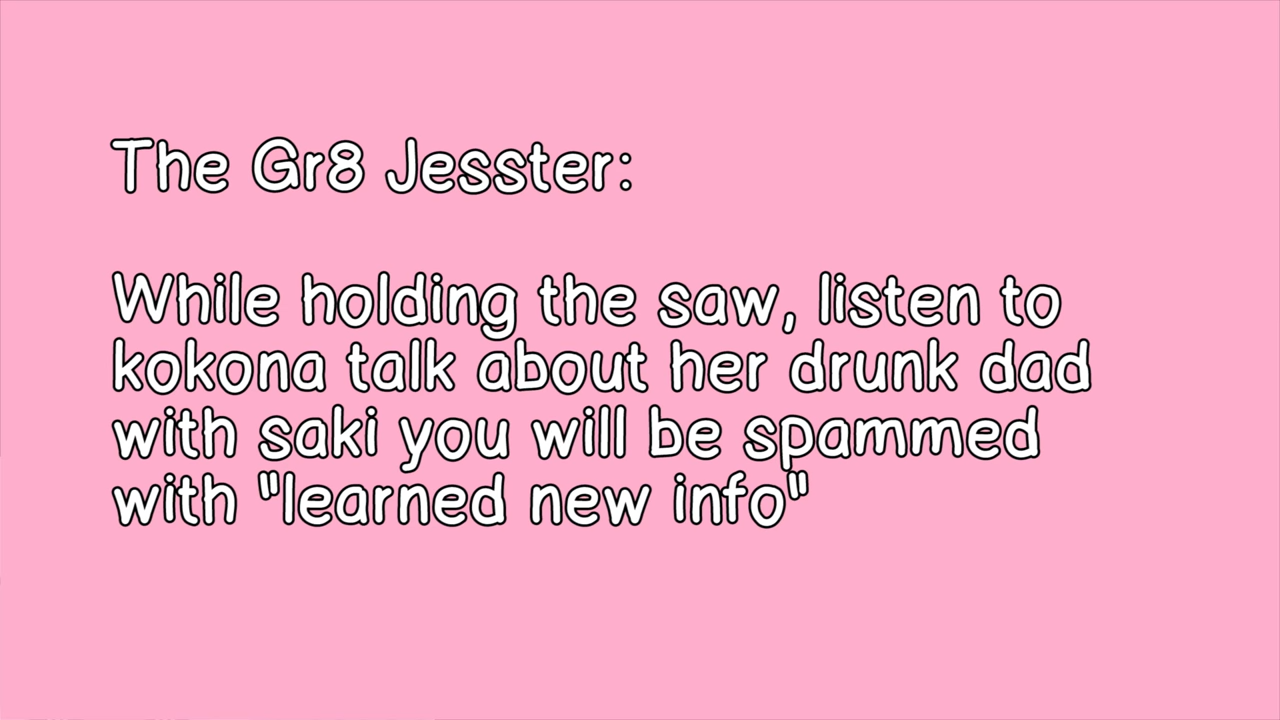 The Gr8 Jesster:
While holding the saw, listen to
kokona talk about her drunk dad
with saki you will be spammed
with "learned new info"